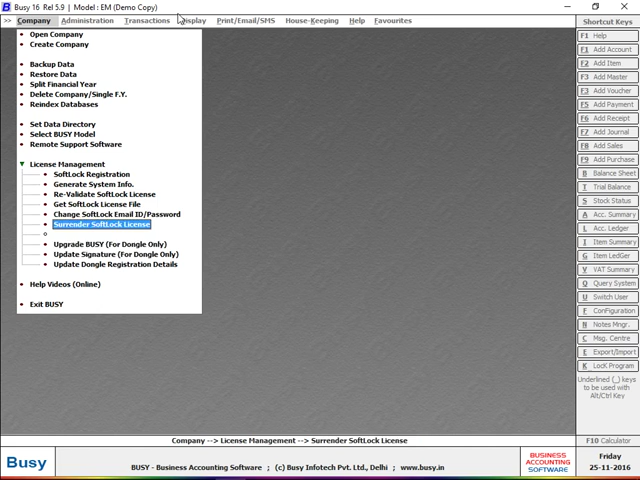 Busy 16 Rel 5.9 | Model : EM (Demo Copy)
>> Company Administration Transactions Display Print/Email/SMS House-Keeping Help Favourites
Open Company
Create Company
Backup Data
Restore Data
Split Financial Year
Delete Company/Single F.Y.
Reindex Databases
Set Data Directory
Select BUSY Model
Remote Support Software
License Management
SoftLock Registration
Generate System Info.
Re-Validate SoftLock License
Get SoftLock License File
Change SoftLock Email ID/Password
Surrender SoftLock License
Upgrade BUSY (For Dongle Only)
Update Signature (For Dongle Only)
Update Dongle Registration Details
Help Videos (Online)
Exit BUSY
Shortcut Keys
F1 Help
F1 Add Account
F2 Add Item
F3 Add Master
F3 Add Voucher
F5 Add Payment
F6 Add Receipt
F7 Add Journal
F8 Add Sales
F9 Add Purchase
B Balance Sheet
T Trial Balance
S Stock Status
A Acc. Summary
L Acc. Ledger
I Item Summary
G Item Ledger
V VAT Summary
Q Query System
U Switch User
F Configuration
N Notes Mngr.
C Msg. Centre
E Export/Import
K Lock Program
Underlined (_) keys
to be used with
Alt/Ctrl Key
F10 Calculator
Company --> License Management --> Surrender SoftLock License
Busy
BUSY - Business Accounting Software ; (c) Busy Infotech Pvt. Ltd., Delhi ; www.busy.in
BUSINESS
ACCOUNTING
SOFTWARE
Friday
25-11-2016